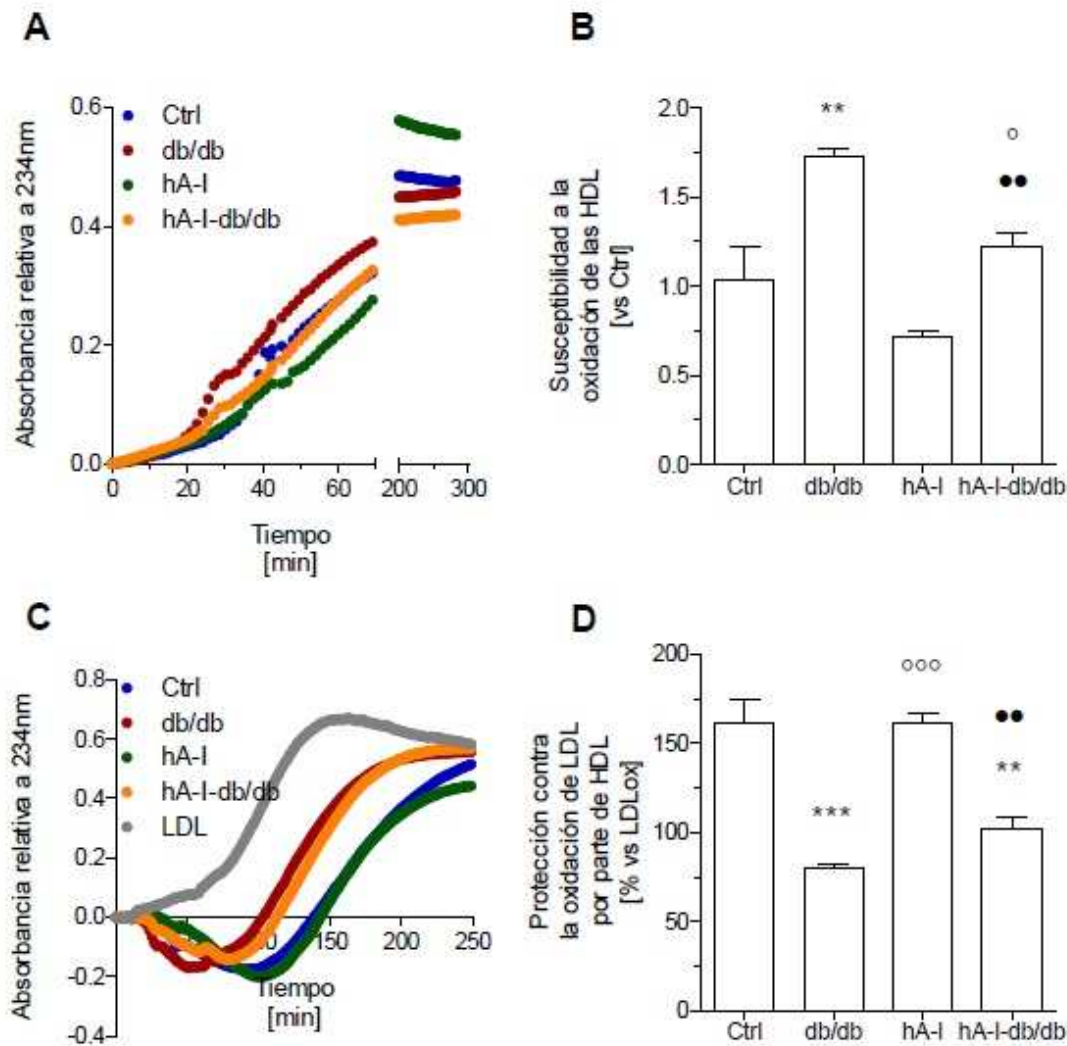 A
Absorbancia relativa a 234nm
0.6
0.4
0.2
0.0
Ctrl
db/db
hA-I
hA-I-db/db
0 20 40 60 200 300
Tiempo
[min]
B
Susceptibilidad a la
oxidación de las HDL
[vs Ctrl]
2.0
1.5
1.0
0.5
0.0
**
○
●●
Ctrl db/db hA-I hA-I-db/db
C
Absorbancia relativa a 234nm
0.8
0.6
0.4
0.2
0.0
-0.2
-0.4
Ctrl
db/db
hA-I
hA-I-db/db
LDL
150 200 250
Tiempo
[min]
D
Protección contra
la oxidación de LDL
por parte de HDL
[% vs LDLox]
200
150
100
50
0
***
○○○
●●
**
Ctrl db/db hA-I hA-I-db/db